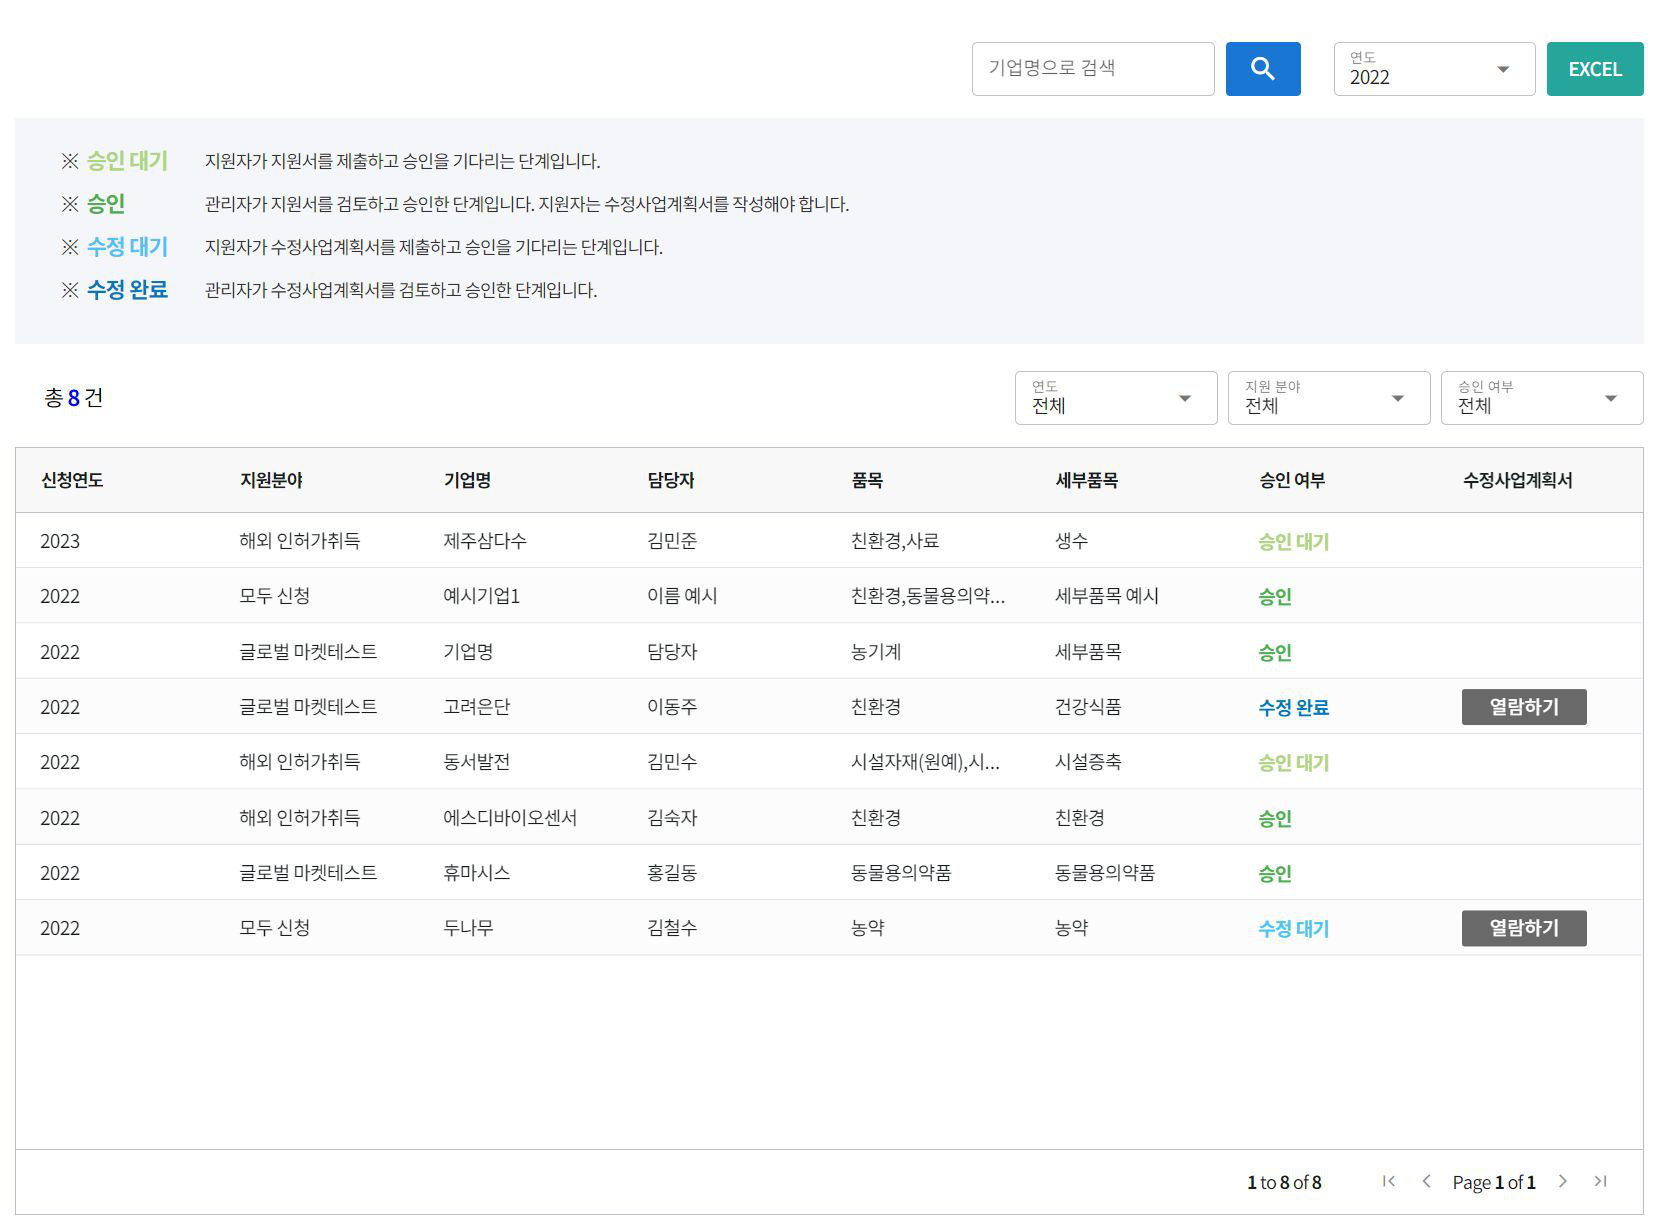 기업명으로 검색
연도
2022
EXCEL
※ 승인 대기 지원자가 지원서를 제출하고 승인을 기다리는 단계입니다.
※ 승인 관리자가 지원서를 검토하고 승인한 단계입니다. 지원자는 수정사업계획서를 작성해야 합니다.
※ 수정 대기 지원자가 수정사업계획서를 제출하고 승인을 기다리는 단계입니다.
※ 수정 완료 관리자가 수정사업계획서를 검토하고 승인한 단계입니다.
총 8 건
연도 지원 분야 승인 여부
전체 전체 전체
신청연도 지원분야 기업명 담당자 품목 세부품목 승인 여부 수정사업계획서
2023 해외 인허가취득 제주삼다수 김민준 친환경,사료 생수 승인 대기
2022 모두 신청 예시기업1 이름 예시 친환경,동물용의약... 세부품목 예시 승인
2022 글로벌 마켓테스트 기업명 담당자 농기계 세부품목 승인
2022 글로벌 마켓테스트 고려은단 이동주 친환경 건강식품 수정 완료 열람하기
2022 해외 인허가취득 동서발전 김민수 시설자재(원예),시... 시설증축 승인 대기
2022 해외 인허가취득 에스디바이오센서 김숙자 친환경 친환경 승인
2022 글로벌 마켓테스트 휴마시스 홍길동 동물용의약품 동물용의약품 승인
2022 모두 신청 두나무 김철수 농약 농약 수정 대기 열람하기
1 to 8 of 8 Page 1 of 1